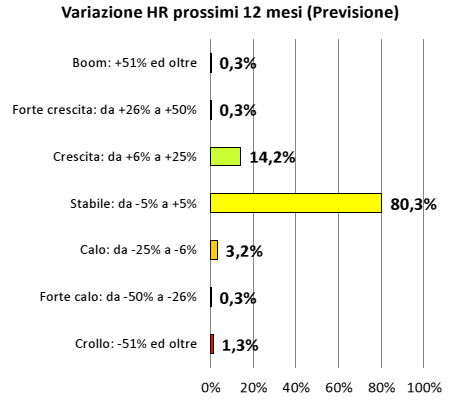 Variazione HR prossimi 12 mesi (Previsione)
Boom: +51% ed oltre 0,3%
Forte crescita: da +26% a +50% 0,3%
Crescita: da +6% a +25% 14,2%
Stabile: da -5% a +5% 80,3%
Calo: da -25% a -6% 3,2%
Forte calo: da -50% a -26% 0,3%
Crollo: -51% ed oltre 1,3%
0% 20% 40% 60% 80% 100%